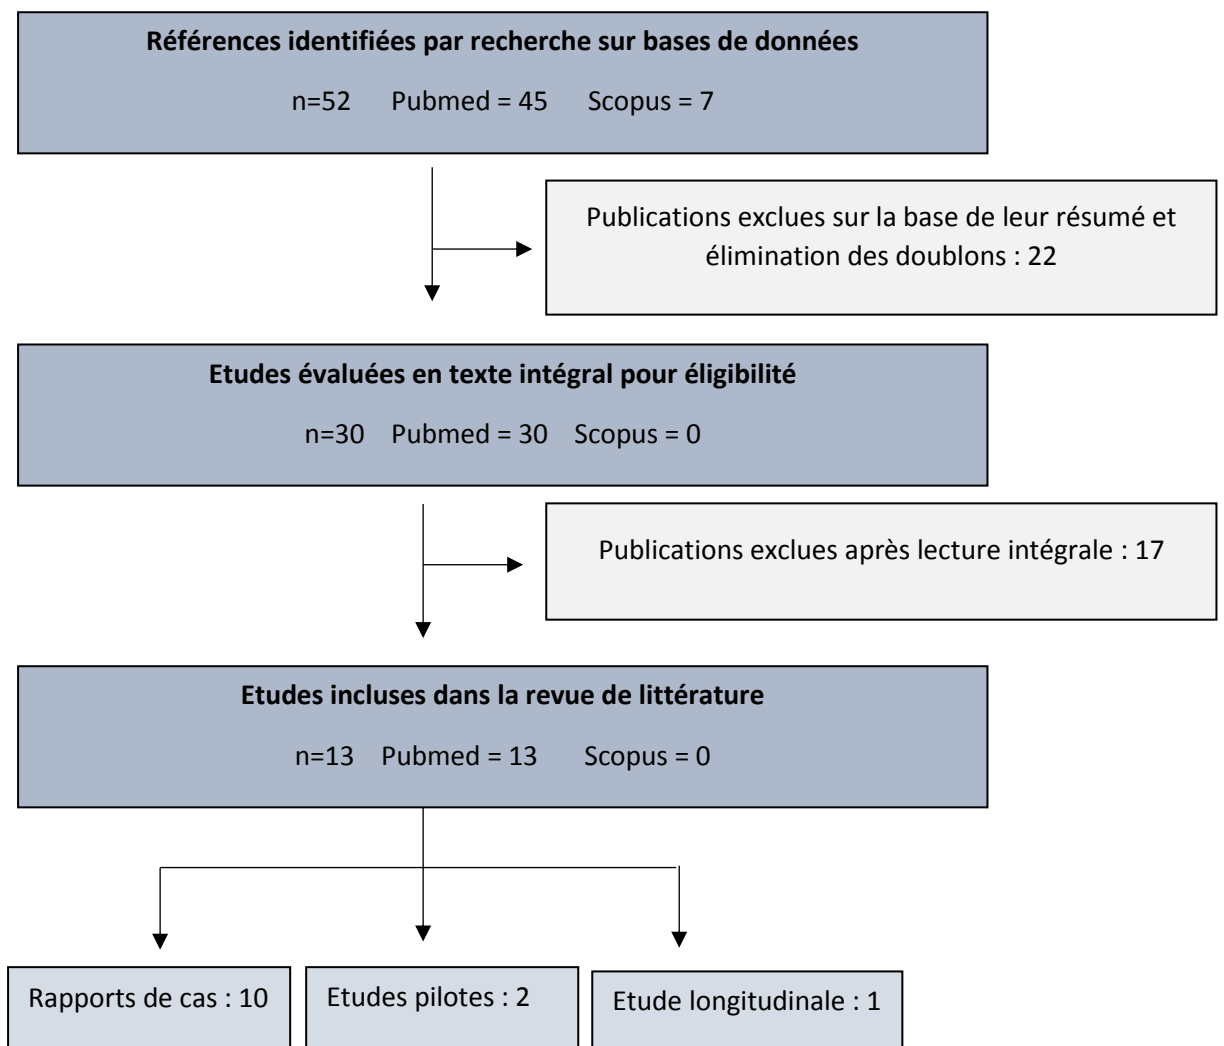 Références identifiées par recherche sur bases de données
n=52 Pubmed = 45 Scopus = 7
Publications exclues sur la base de leur résumé et
élimination des doublons : 22
Etudes évaluées en texte intégral pour éligibilité
n=30 Pubmed = 30 Scopus = 0
Publications exclues après lecture intégrale : 17
Etudes incluses dans la revue de littérature
n=13 Pubmed = 13 Scopus = 0
Rapports de cas : 10
Etudes pilotes : 2
Etude longitudinale : 1